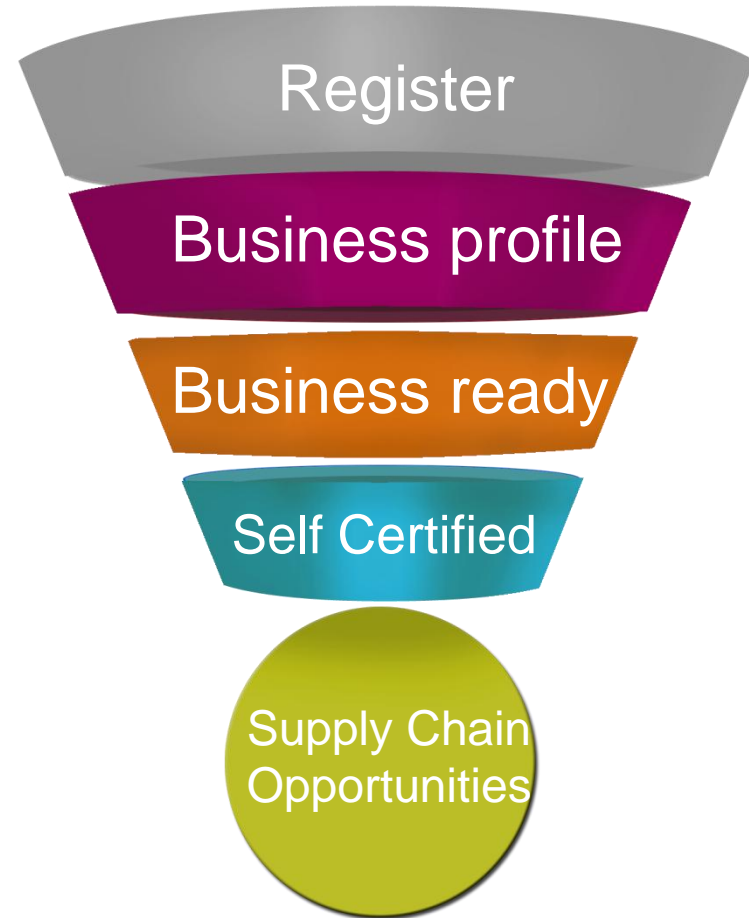 Register
Business profile
Business ready
Self Certified
Supply Chain
Opportunities